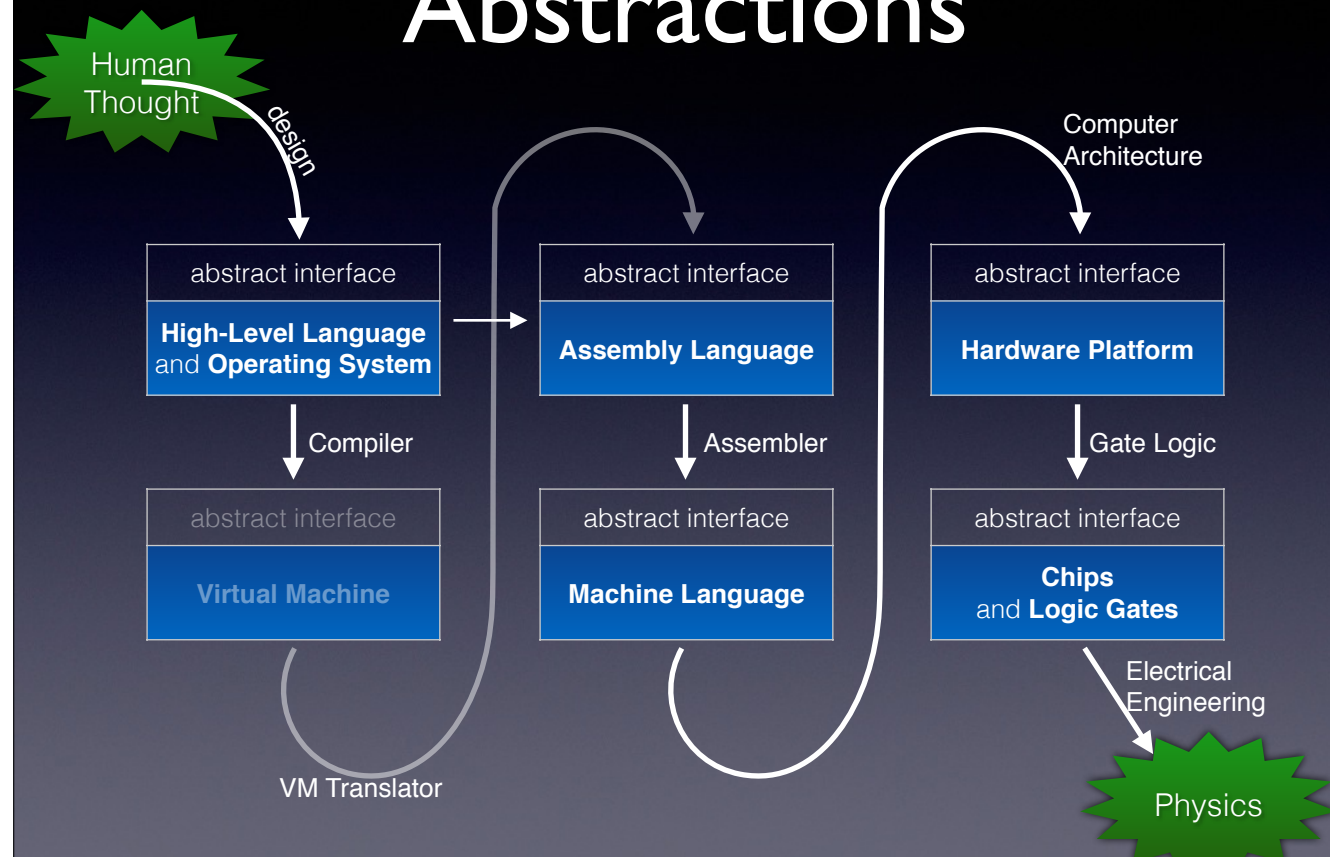 Abstractions
Human
Thought
design
Computer
Architecture
abstract interface
High-Level Language
and Operating System
abstract interface
Assembly Language
abstract interface
Hardware Platform
Compiler
Assembler
Gate Logic
abstract interface
Virtual Machine
abstract interface
Machine Language
abstract interface
Chips
and Logic Gates
Electrical
Engineering
VM Translator
Physics